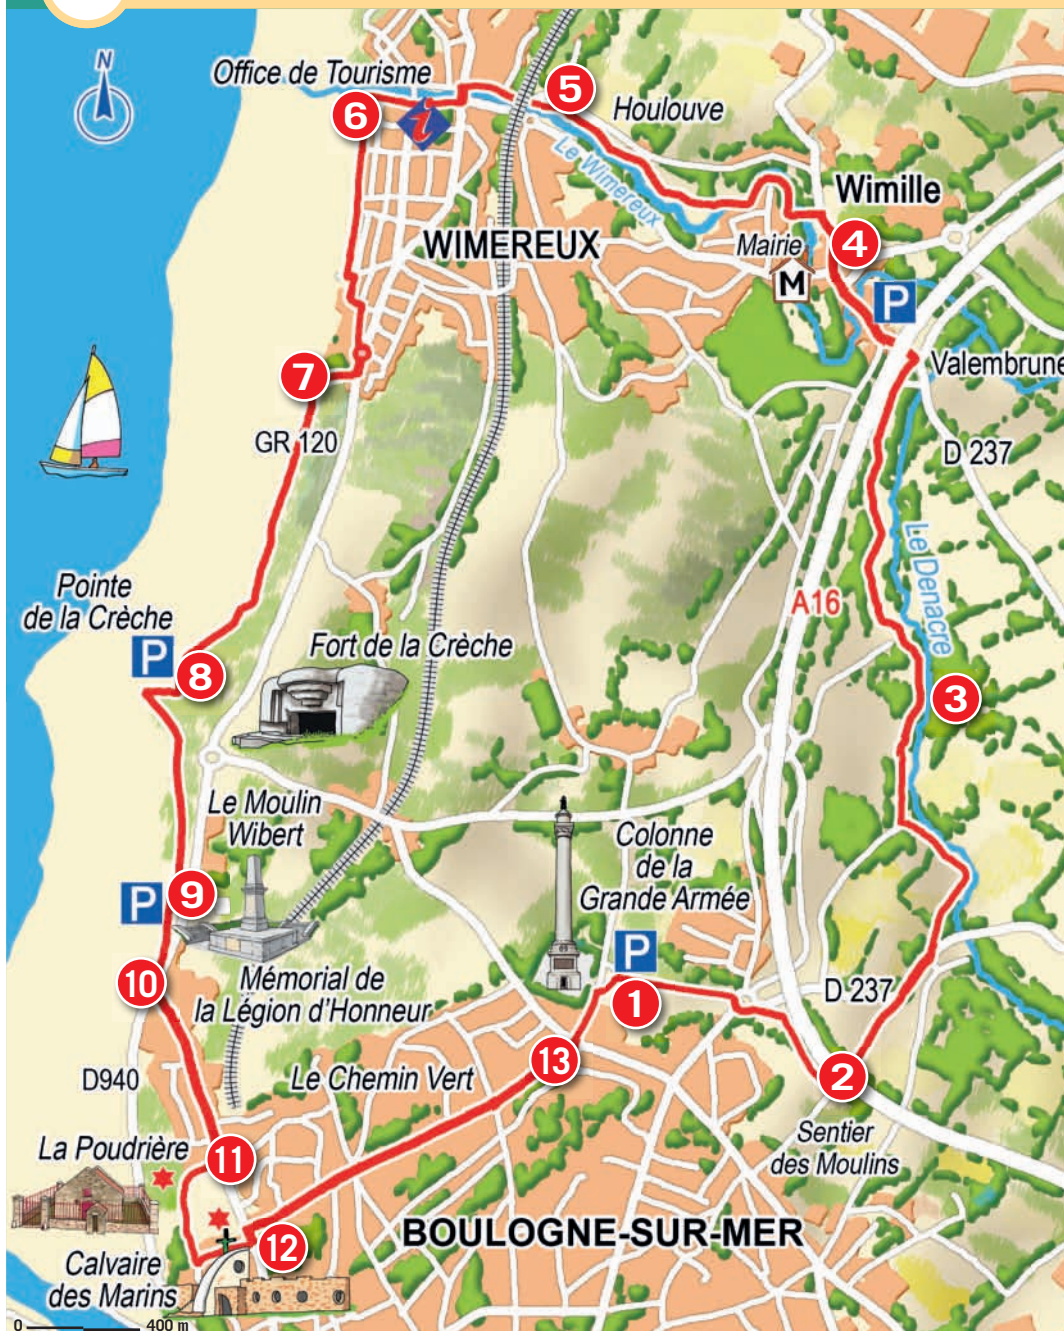 N
Office de Tourisme
i
6
5
Houlouve
Le Wimereux
Wimille
WIMEREUX
Mairie
M
4
P
Valembrune
7
GR 120
D 237
Le Denacre
A16
Pointe
de la Crèche
P
8
Fort de la Crèche
3
Le Moulin
Wibert
Colonne
de la
Grande Armée
P
9
P
1
10
Mémorial de
la Légion d'Honneur
D 237
13
2
D940
Le Chemin Vert
Sentier
des Moulins
La Poudrière
11
12
BOULOGNE-SUR-MER
Calvaire
des Marins
0 400 m